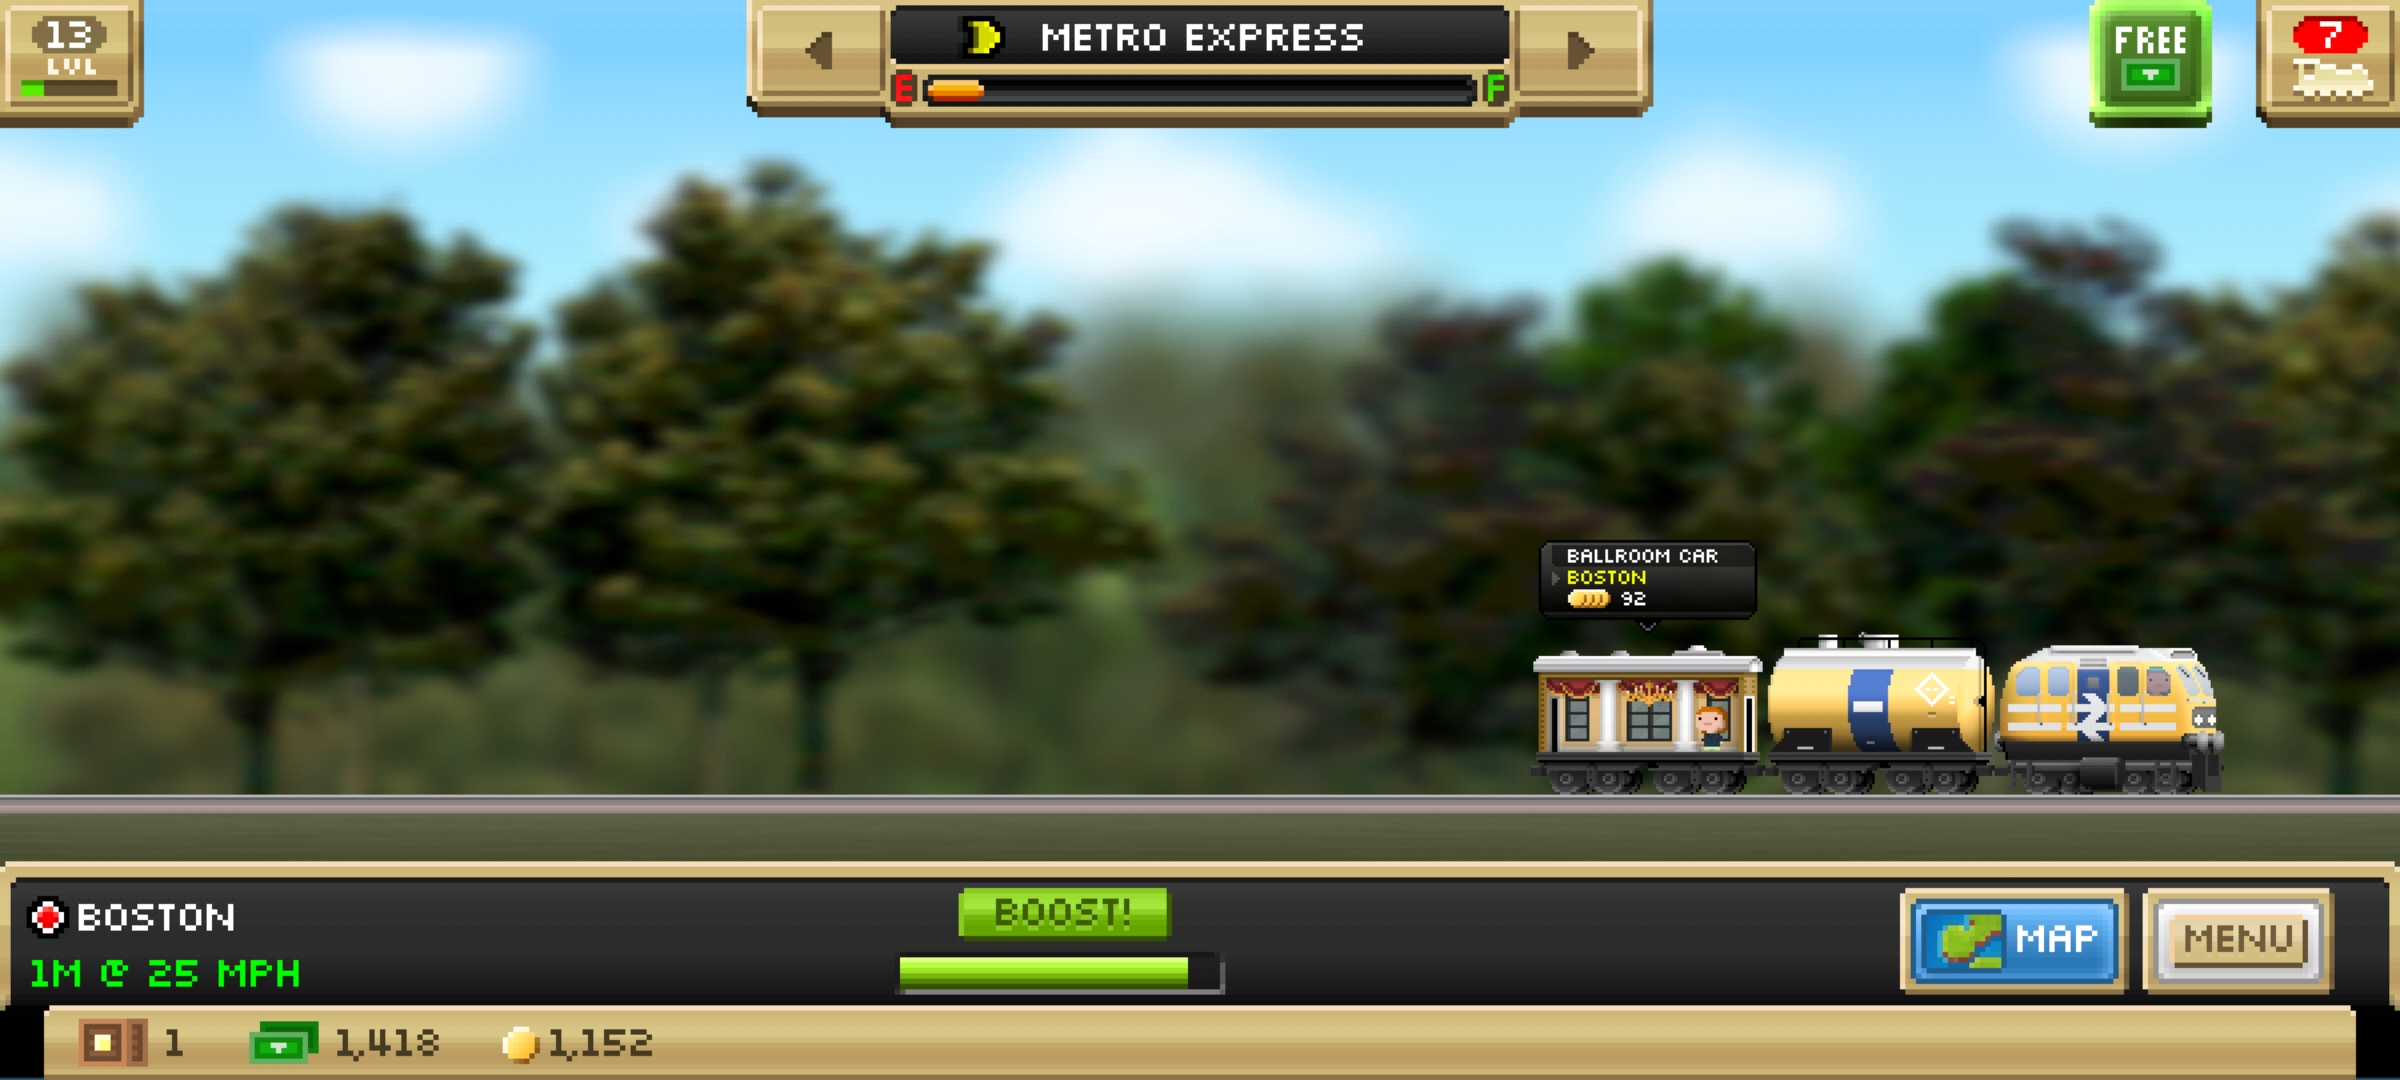 13
LVL
METRO EXPRESS
E F
FREE
7
BALLROOM CAR
BOSTON
92
BOSTON
1M @ 25 MPH
BOOST!
MAP
MENU
1
1,418
1,152